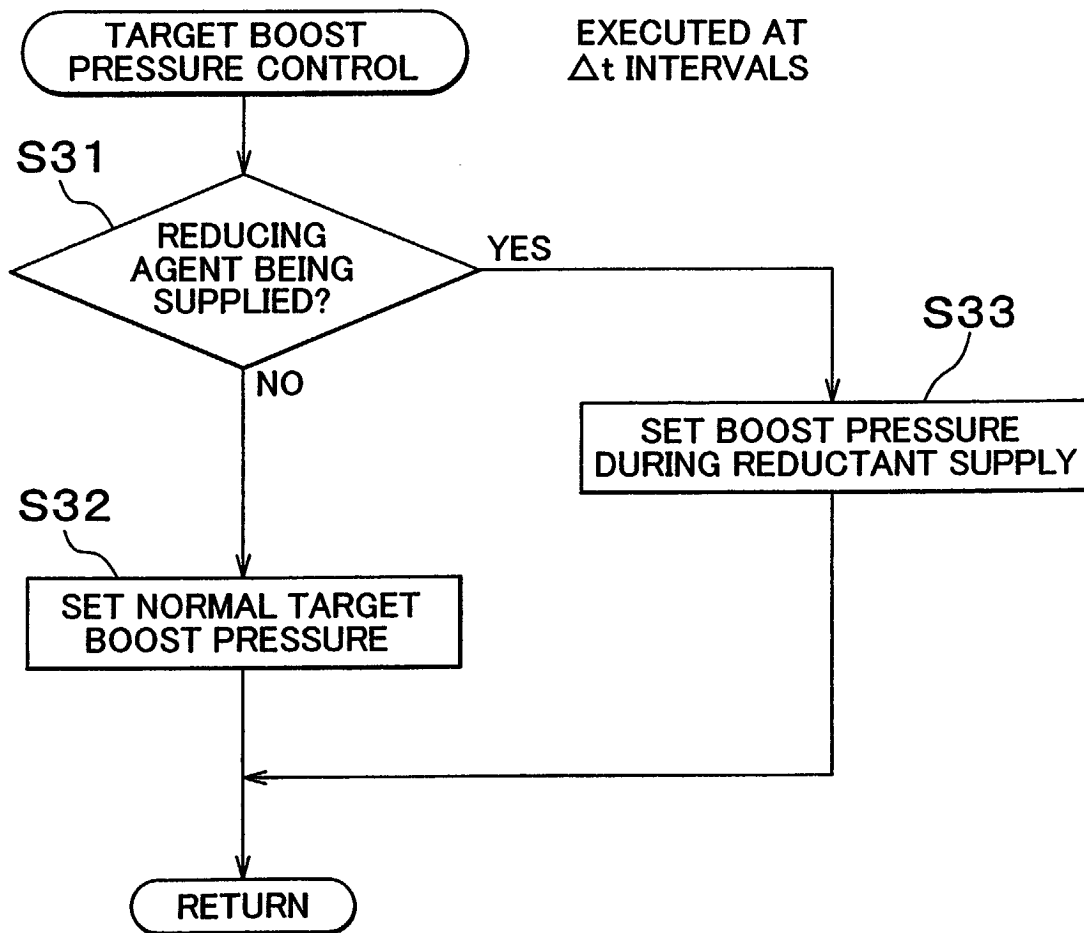 TARGET BOOST
PRESSURE CONTROL
EXECUTED AT
Δt INTERVALS
S31
REDUCING
AGENT BEING
SUPPLIED?
YES
NO
S33
SET BOOST PRESSURE
DURING REDUCTANT SUPPLY
S32
SET NORMAL TARGET
BOOST PRESSURE
RETURN